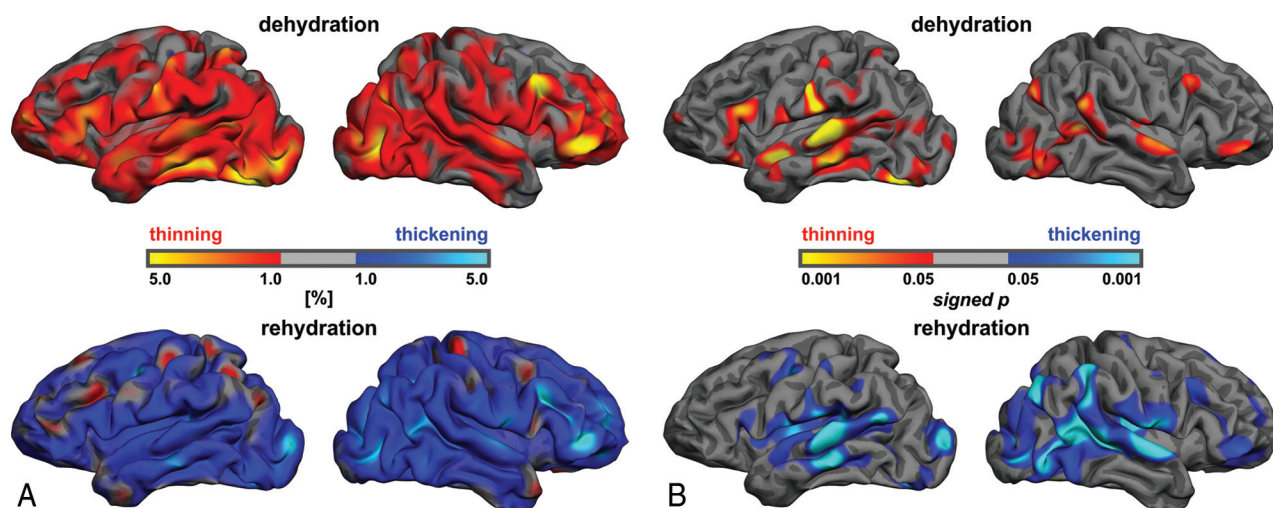 dehydration
thinning thickening
5.0 1.0 1.0 5.0
[%]
rehydration
A
dehydration
thinning thickening
0.001 0.05 0.05 0.001
signed p
rehydration
B